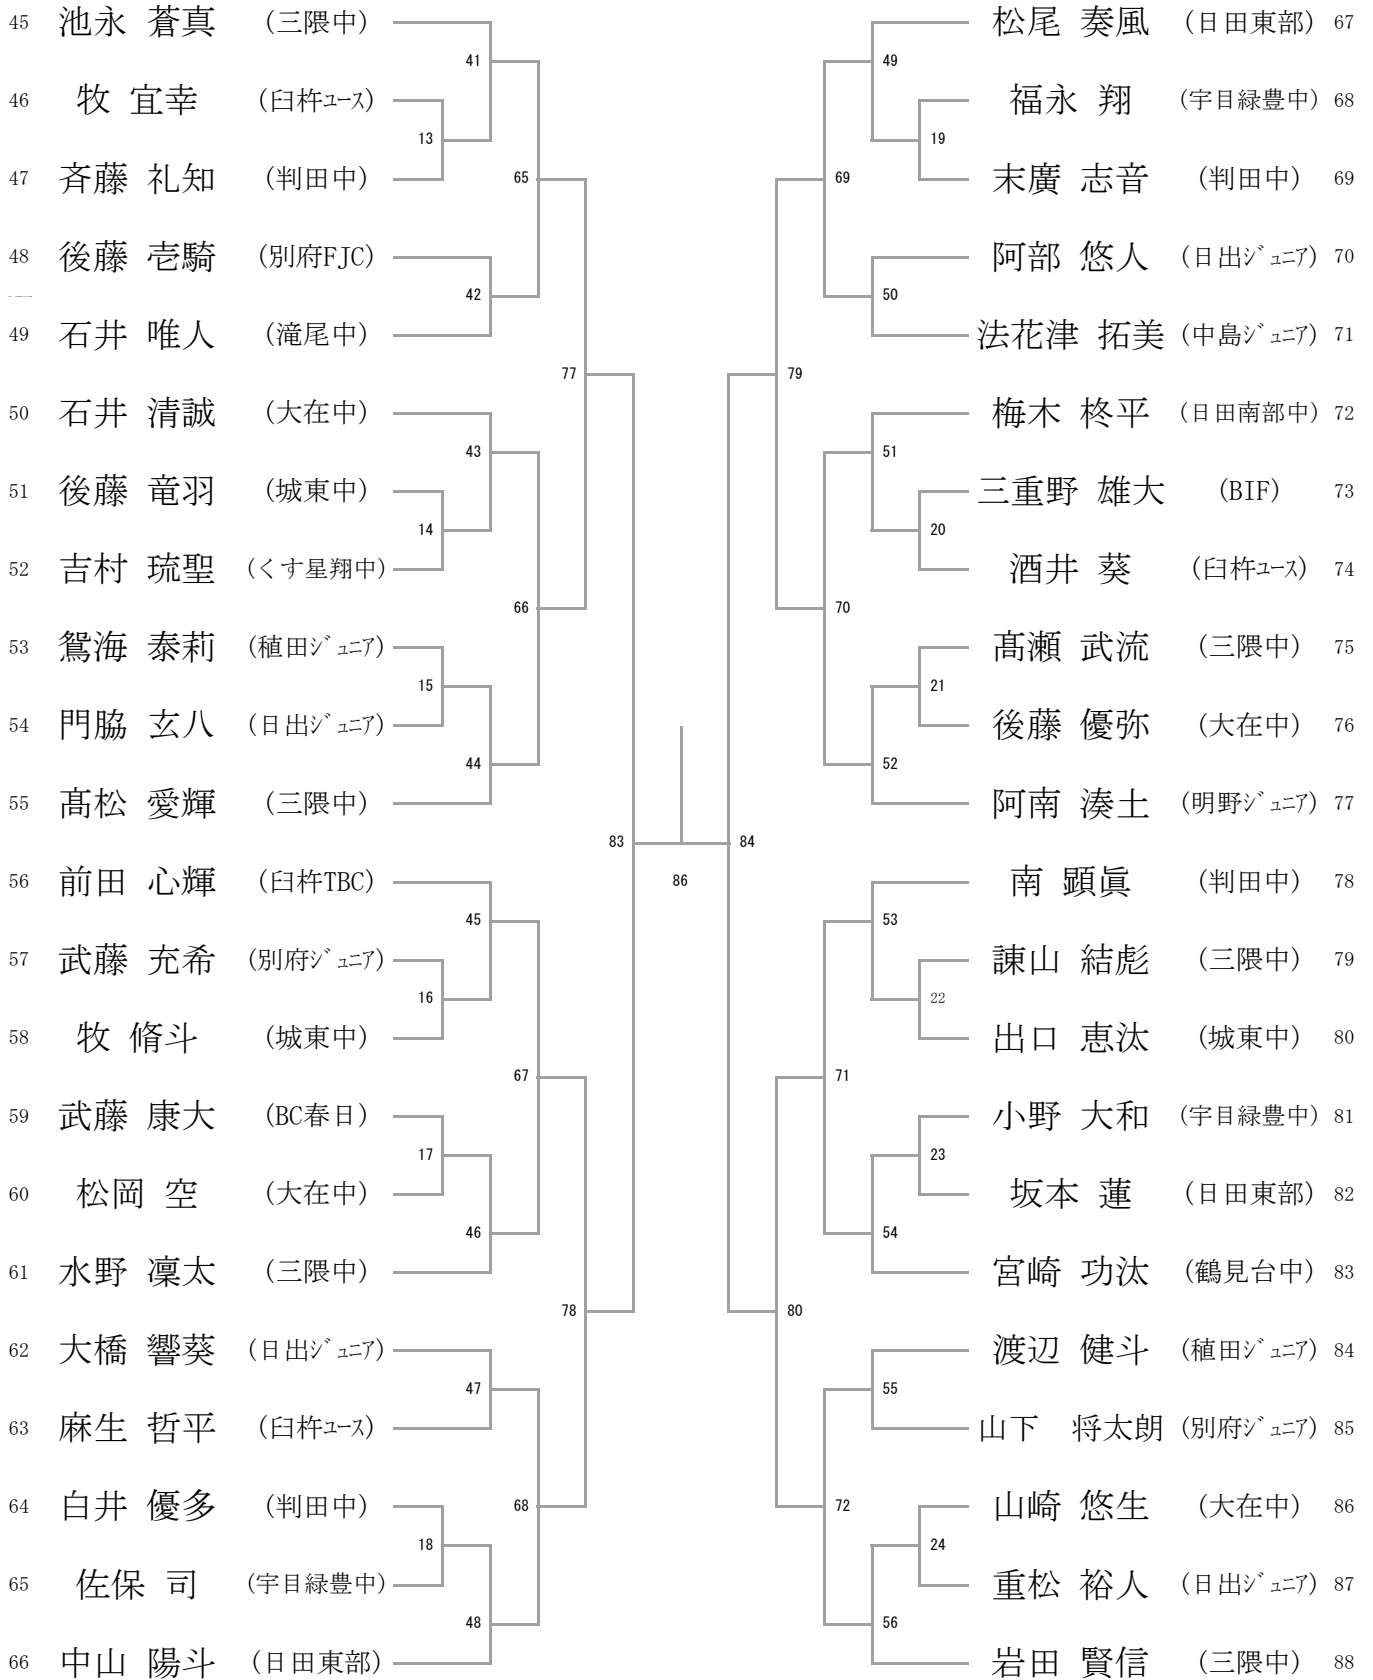 45 池永 蒼真 (三隈中)
46 牧 宜幸 (臼杵ユース)
47 斉藤 礼知 (判田中)
48 後藤 壱騎 (別府FJC)
49 石井 唯人 (滝尾中)
50 石井 清誠 (大在中)
51 後藤 竜羽 (城東中)
52 吉村 琉聖 (くす星翔中)
53 鴛海 泰莉 (稙田ジュニア)
54 門脇 玄八 (日出ジュニア)
55 髙松 愛輝 (三隈中)
56 前田 心輝 (臼杵TBC)
57 武藤 充希 (別府ジュニア)
58 牧 脩斗 (城東中)
59 武藤 康大 (BC春日)
60 松岡 空 (大在中)
61 水野 凜太 (三隈中)
62 大橋 響葵 (日出ジュニア)
63 麻生 哲平 (臼杵ユース)
64 白井 優多 (判田中)
65 佐保 司 (宇目緑豊中)
66 中山 陽斗 (日田東部)
13
14
15
16
17
18
41
42
43
44
45
46
47
48
65
66
67
68
77
78
83
86
84
79
80
69
70
71
72
49
50
51
52
53
54
55
56
19
20
21
22
23
24
松尾 奏風 (日田東部) 67
福永 翔 (宇目緑豊中) 68
末廣 志音 (判田中) 69
阿部 悠人 (日出ジュニア) 70
法花津 拓美 (中島ジュニア) 71
梅木 柊平 (日田南部中) 72
三重野 雄大 (BIF) 73
酒井 葵 (臼杵ユース) 74
髙瀬 武流 (三隈中) 75
後藤 優弥 (大在中) 76
阿南 湊土 (明野ジュニア) 77
南 顕眞 (判田中) 78
諌山 結彪 (三隈中) 79
出口 恵汰 (城東中) 80
小野 大和 (宇目緑豊中) 81
坂本 蓮 (日田東部) 82
宮崎 功汰 (鶴見台中) 83
渡辺 健斗 (稙田ジュニア) 84
山下 将太朗 (別府ジュニア) 85
山崎 悠生 (大在中) 86
重松 裕人 (日出ジュニア) 87
岩田 賢信 (三隈中) 88